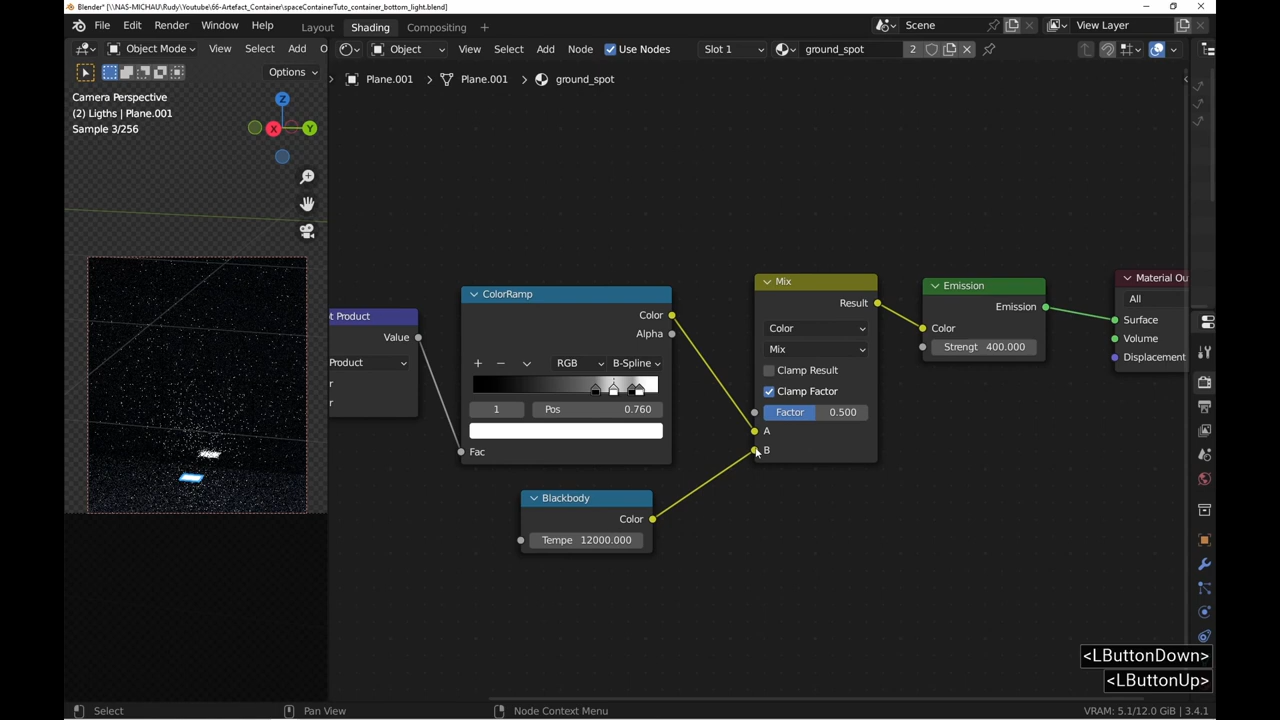 Blender* [\\NAS-MICHAU\Rudy\Youtube\66-Artefact_Container\spaceContainerTuto_container_bottom_light.blend]
File Edit Render Window Help Layout Shading Compositing + Scene View Layer
Object Mode View Select Add O Object View Select Add Node Use Nodes Slot 1 ground_spot 2
Options
Plane.001 > Plane.001 > ground_spot
Camera Perspective
(2) Ligths | Plane.001
Sample 3/256
Z
X Y
t Product
Value
Product
r
r
ColorRamp
Color
Alpha
RGB B-Spline
1 Pos 0.760
Fac
Blackbody
Color
Tempe 12000.000
Mix
Result
Color
Mix
Clamp Result
Clamp Factor
Factor 0.500
A
B
Emission
Emission
Color
Strengt 400.000
Material Ou
All
Surface
Volume
Displacement
<LButtonDown>
<LButtonUp>
Select Pan View Node Context Menu VRAM: 5.1/12.0 GiB | 3.4.1